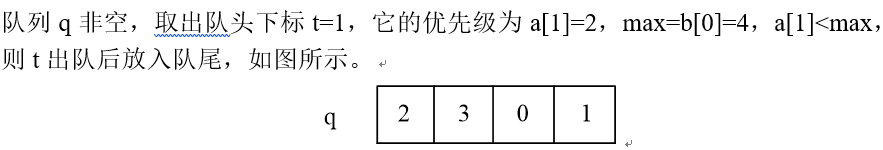 队列 q 非空，取出队头下标 t=1，它的优先级为 a[1]=2，max=b[0]=4，a[1]<max，
则 t 出队后放入队尾，如图所示。
q 2 3 0 1